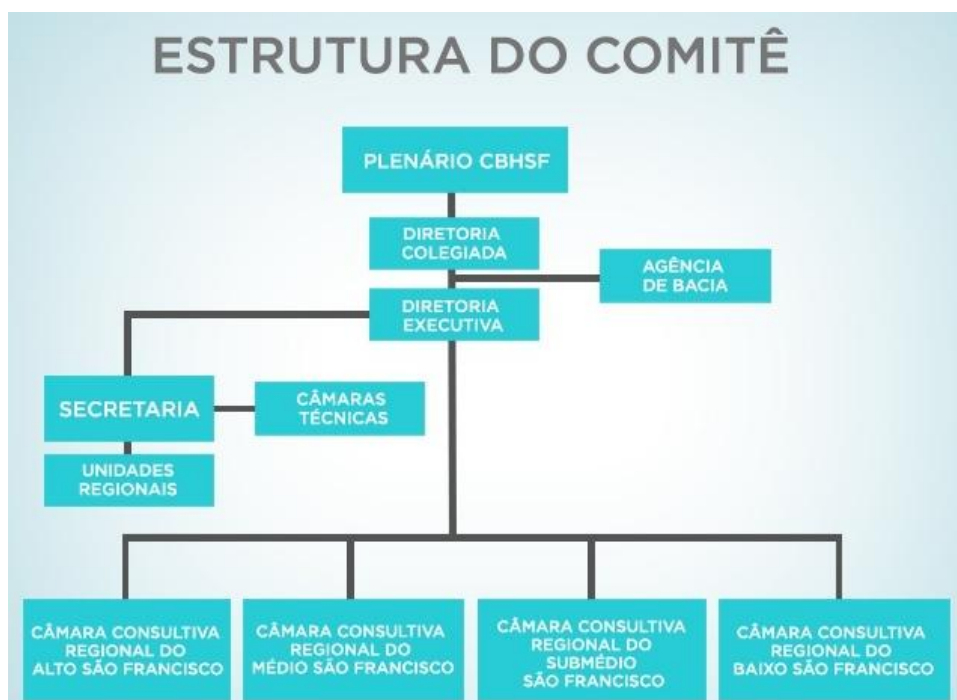 ESTRUTURA DO COMITÊ
PLENÁRIO CBHSF
DIRETORIA
COLEGIADA
AGÊNCIA
DE BACIA
DIRETORIA
EXECUTIVA
SECRETARIA
CÂMARAS
TÉCNICAS
UNIDADES
REGIONAIS
CÂMARA CONSULTIVA
REGIONAL DO
ALTO SÃO FRANCISCO
CÂMARA CONSULTIVA
REGIONAL DO
MÉDIO SÃO FRANCISCO
CÂMARA CONSULTIVA
REGIONAL DO
SUBMÉDIO
SÃO FRANCISCO
CÂMARA CONSULTIVA
REGIONAL DO
BAIXO SÃO FRANCISCO